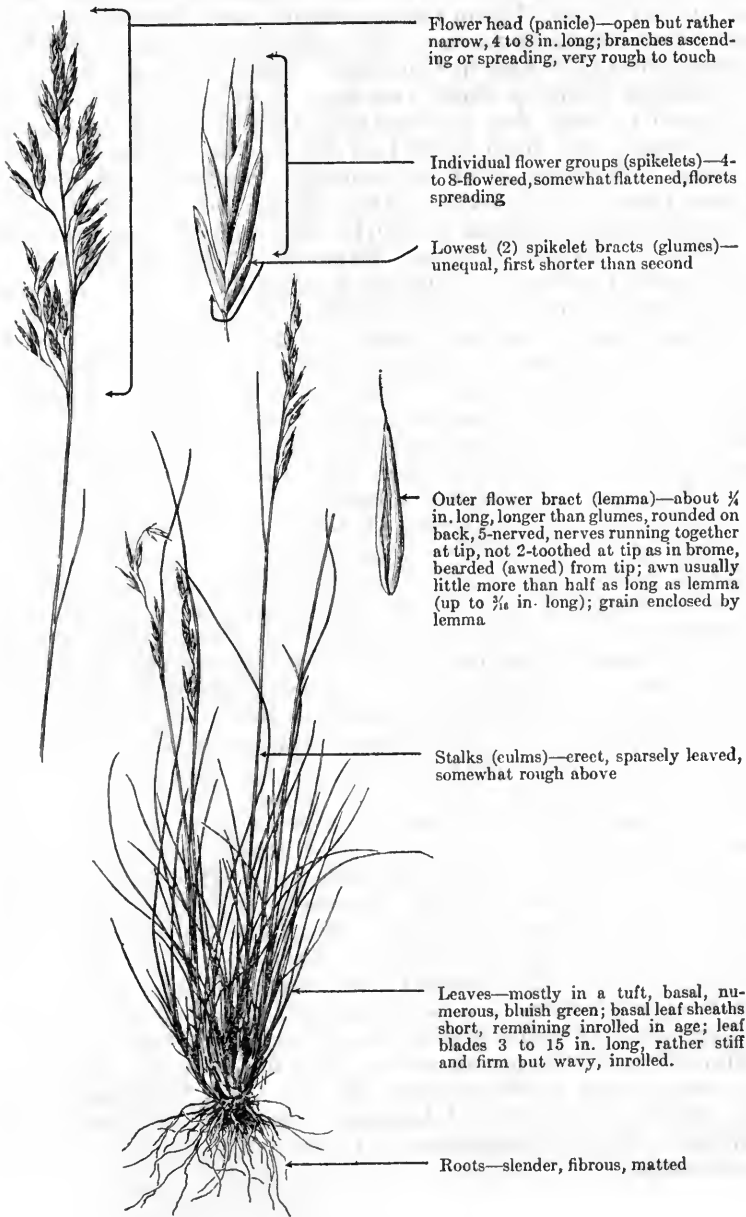 Flower head (panicle)—open but rather
narrow, 4 to 8 in. long; branches ascend-
ing or spreading, very rough to touch
Individual flower groups (spikelets)—4-
to 8-flowered, somewhat flattened, florets
spreading
Lowest (2) spikelet bracts (glumes)—
unequal, first shorter than second
Outer flower bract (lemma)—about ¼
in. long, longer than glumes, rounded on
back, 5-nerved, nerves running together
at tip, not 2-toothed at tip as in brome,
bearded (awned) from tip; awn usually
little more than half as long as lemma
(up to 3/16 in. long); grain enclosed by
lemma
Stalks (culms)—erect, sparsely leaved,
somewhat rough above
Leaves—mostly in a tuft, basal, nu-
merous, bluish green; basal leaf sheaths
short, remaining inrolled in age; leaf
blades 3 to 15 in. long, rather stiff
and firm but wavy, inrolled.
Roots—slender, fibrous, matted